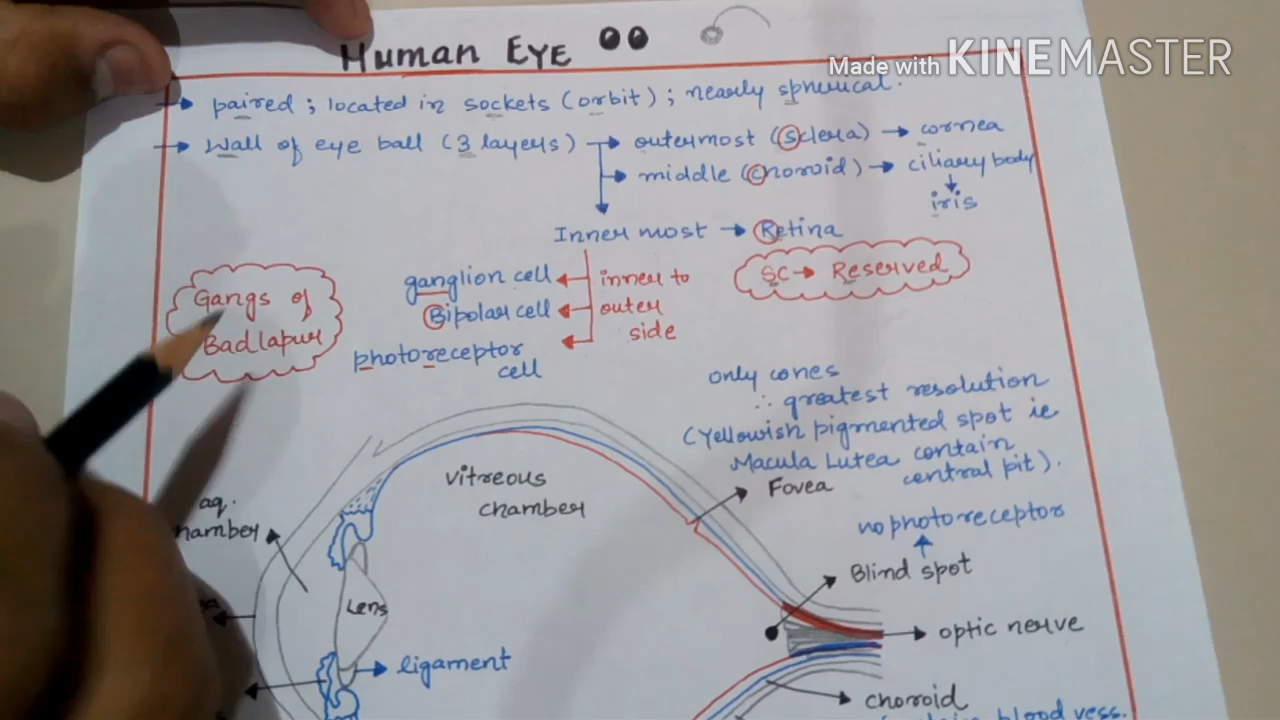 Human EYE
Made with KINEMASTER
→ paired ; located in sockets (orbit) ; nearly spherical.
→ Wall of eye ball (3 layers) → outermost (Sclera) → cornea
→ middle (choroid) → ciliary body
↓
iris
Inner most → Retina
SC → Reserved
Gangs of
Badlapur
ganglion cell
Bipolar cell
photoreceptor
cell
inner to
outer
side
only cones
∴ greatest resolution
(Yellowish pigmented spot ie
Macula Lutea contain
central pit).
Fovea
vitreous
chamber
aq.
no photoreceptor
Blind spot
Lens
optic nerve
ligament
choroid
blood vess.